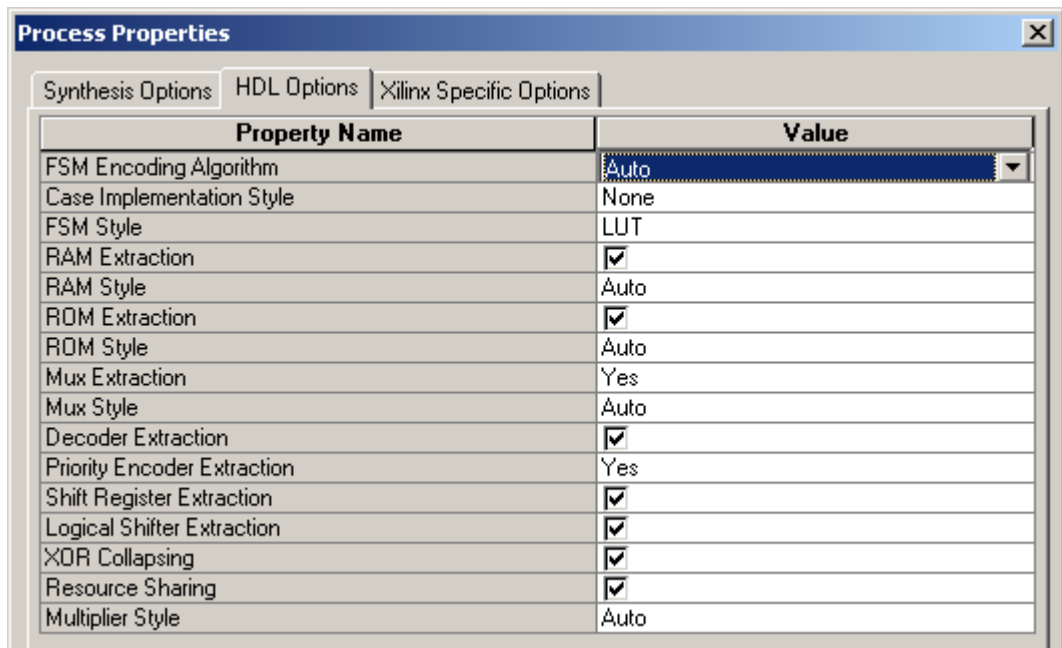 Process Properties
Synthesis Options HDL Options Xilinx Specific Options
Property Name Value
FSM Encoding Algorithm Auto
Case Implementation Style None
FSM Style LUT
RAM Extraction
RAM Style Auto
ROM Extraction
ROM Style Auto
Mux Extraction Yes
Mux Style Auto
Decoder Extraction
Priority Encoder Extraction Yes
Shift Register Extraction
Logical Shifter Extraction
XOR Collapsing
Resource Sharing
Multiplier Style Auto